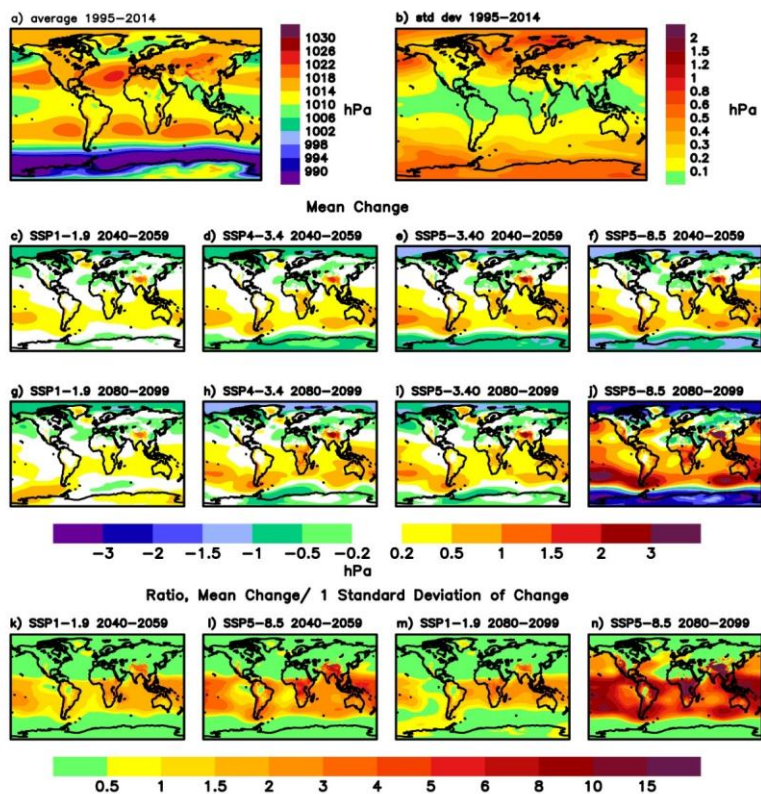 a) average 1995-2014
b) std dev 1995-2014
1030
1026
1022
1018
1014
1010
1006
1002
998
994
990
hPa
2
1.5
1.2
1
0.8
0.6
0.5
0.3
0.2
0.1
hPa
Mean Change
c) SSP1-1.9 2040-2059
d) SSP4-3.4 2040-2059
e) SSP5-3.40 2040-2059
f) SSP5-8.5 2040-2059
g) SSP1-1.9 2080-2099
h) SSP4-3.4 2080-2099
i) SSP5-3.40 2080-2099
j) SSP5-8.5 2080-2099
-3 -2 -1.5 -1 -0.5 -0.2 0.2 0.5 1 1.5 2 3
hPa
Ratio, Mean Change/ 1 Standard Deviation of Change
k) SSP1-1.9 2040-2059
l) SSP5-8.5 2040-2059
m) SSP1-1.9 2080-2099
n) SSP5-8.5 2080-2099
0.5 1 1.5 2 4 5 6 8 10 15